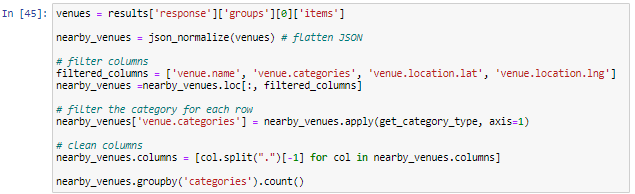 In [45]: venues = results['response']['groups'][0]['items']
nearby_venues = json_normalize(venues) # flatten JSON
# filter columns
filtered_columns = ['venue.name', 'venue.categories', 'venue.location.lat', 'venue.location.lng']
nearby_venues =nearby_venues.loc[:, filtered_columns]
# filter the category for each row
nearby_venues['venue.categories'] = nearby_venues.apply(get_category_type, axis=1)
# clean columns
nearby_venues.columns = [col.split(".")[-1] for col in nearby_venues.columns]
nearby_venues.groupby('categories').count()